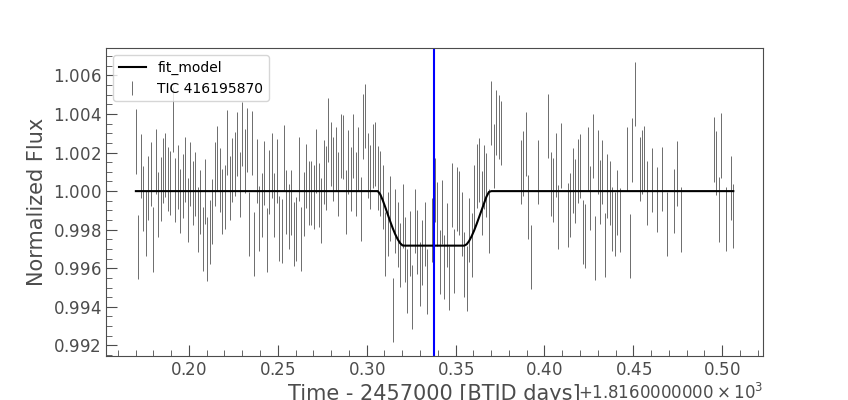 fit_model
TIC 416195870
1.006
1.004
1.002
1.000
0.998
0.996
0.994
0.992
Normalized Flux
0.20 0.25 0.30 0.35 0.40 0.45 0.50
Time - 2457000 [BTJD days]
+1.8160000000 × 10³